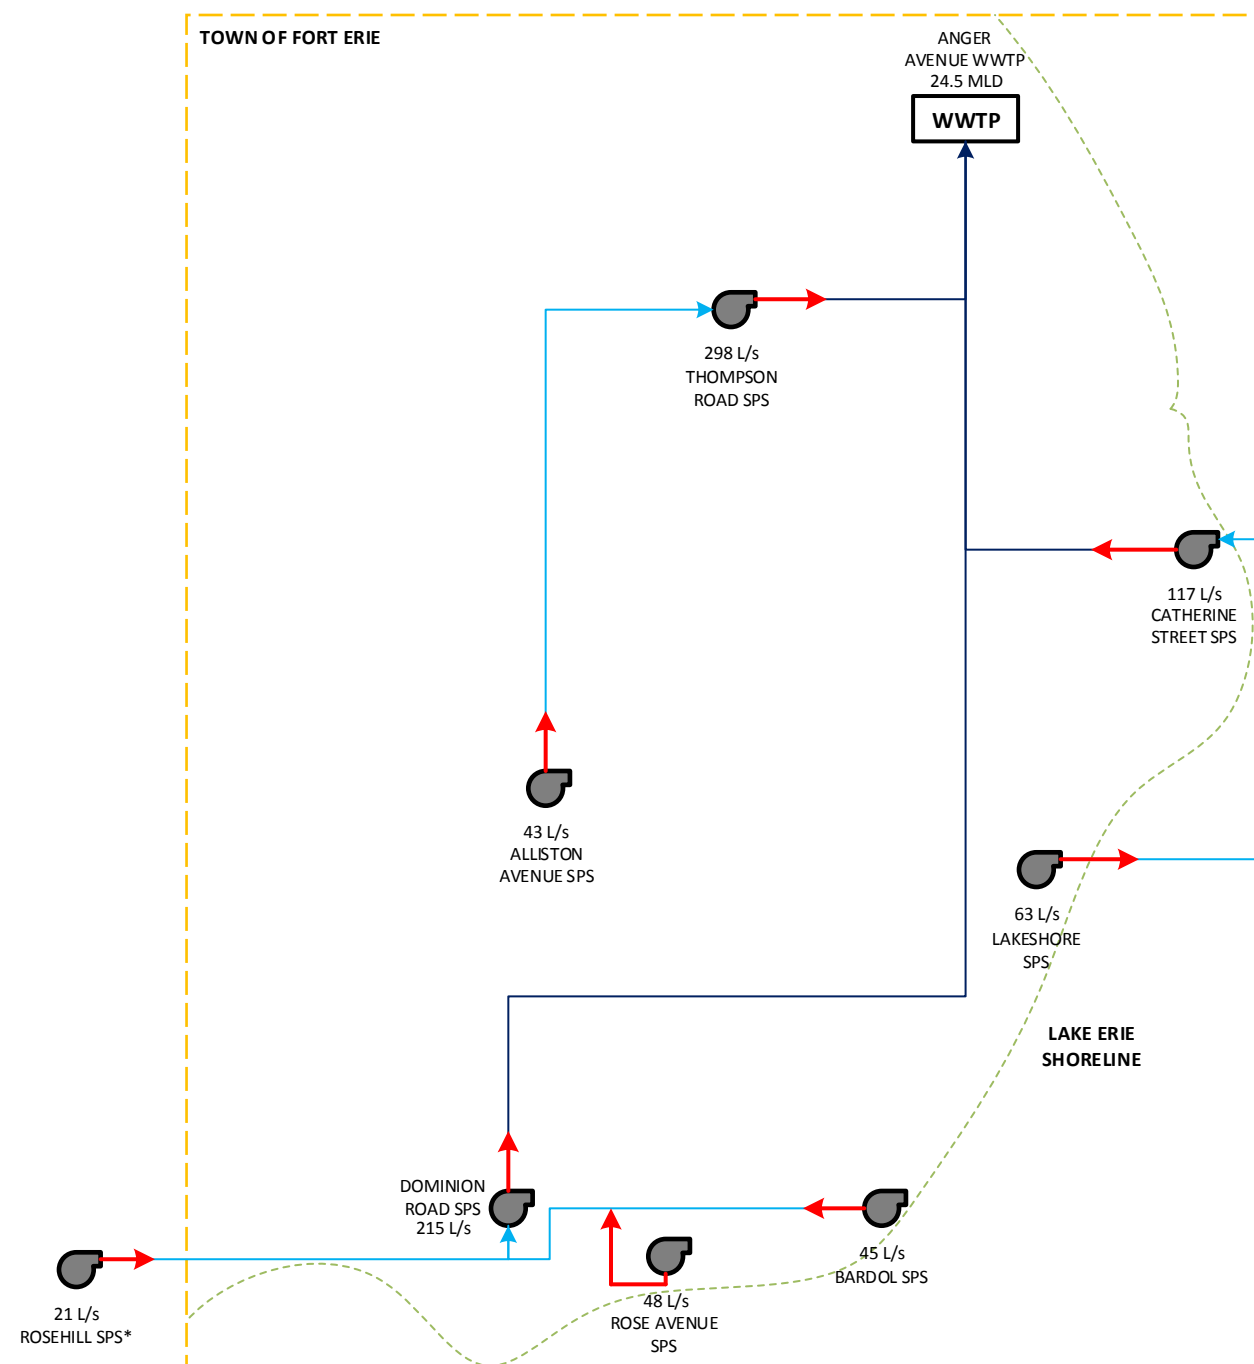 TOWN OF FORT ERIE
ANGER
AVENUE WWTP
24.5 MLD
WWTP
298 L/s
THOMPSON
ROAD SPS
117 L/s
CATHERINE
STREET SPS
43 L/s
ALLISTON
AVENUE SPS
63 L/s
LAKESHORE
SPS
LAKE ERIE
SHORELINE
DOMINION
ROAD SPS
215 L/s
45 L/s
BARDOL SPS
48 L/s
ROSE AVENUE
SPS
21 L/s
ROSEHILL SPS*